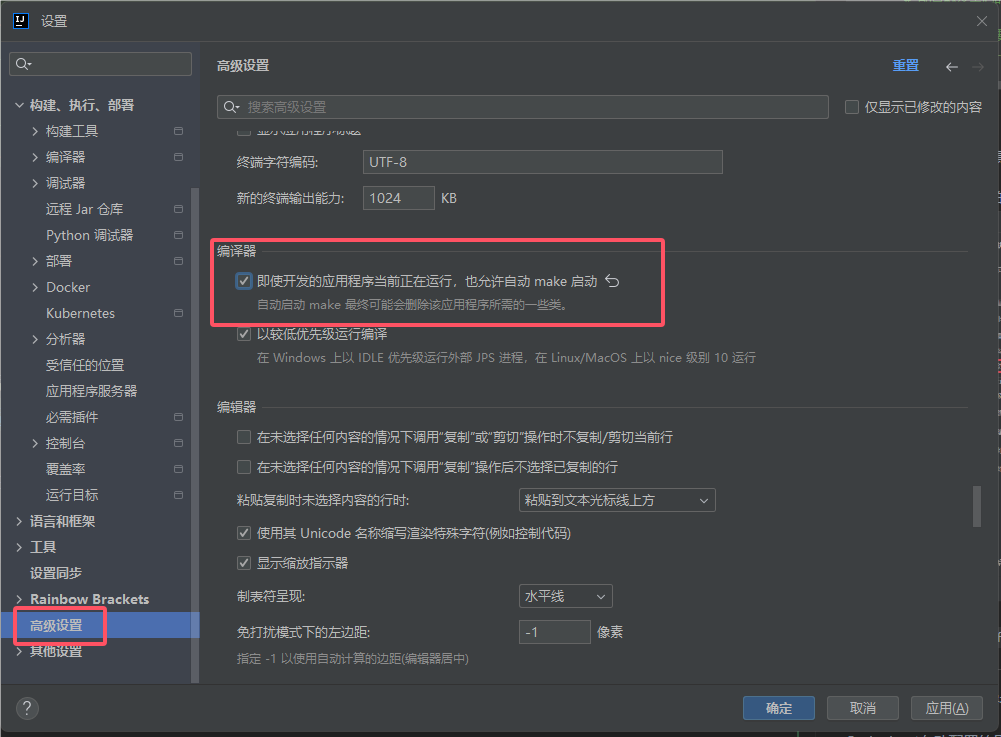 设置
构建、执行、部署
构建工具
编译器
调试器
远程 Jar 仓库
Python 调试器
部署
Docker
Kubernetes
分析器
受信任的位置
应用程序服务器
必需插件
控制台
覆盖率
运行目标
语言和框架
工具
设置同步
Rainbow Brackets
高级设置
其他设置
高级设置
重置
搜索高级设置
仅显示已修改的内容
终端字符编码: UTF-8
新的终端输出能力: 1024 KB
编译器
即使开发的应用程序当前正在运行，也允许自动 make 启动
自动启动 make 最终可能会删除该应用程序所需的一些类。
以较低优先级运行编译
在 Windows 上以 IDLE 优先级运行外部 JPS 进程，在 Linux/MacOS 上以 nice 级别 10 运行
编辑器
在未选择任何内容的情况下调用“复制”或“剪切”操作时不复制/剪切当前行
在未选择任何内容的情况下调用“复制”操作后不选择已复制的行
粘贴复制时未选择内容的行时: 粘贴到文本光标线上方
使用其 Unicode 名称缩写渲染特殊字符(例如控制代码)
显示缩放指示器
制表符呈现: 水平线
免打扰模式下的左边距: -1 像素
指定 -1 以使用自动计算的边距(编辑器居中)
?
确定
取消
应用(A)